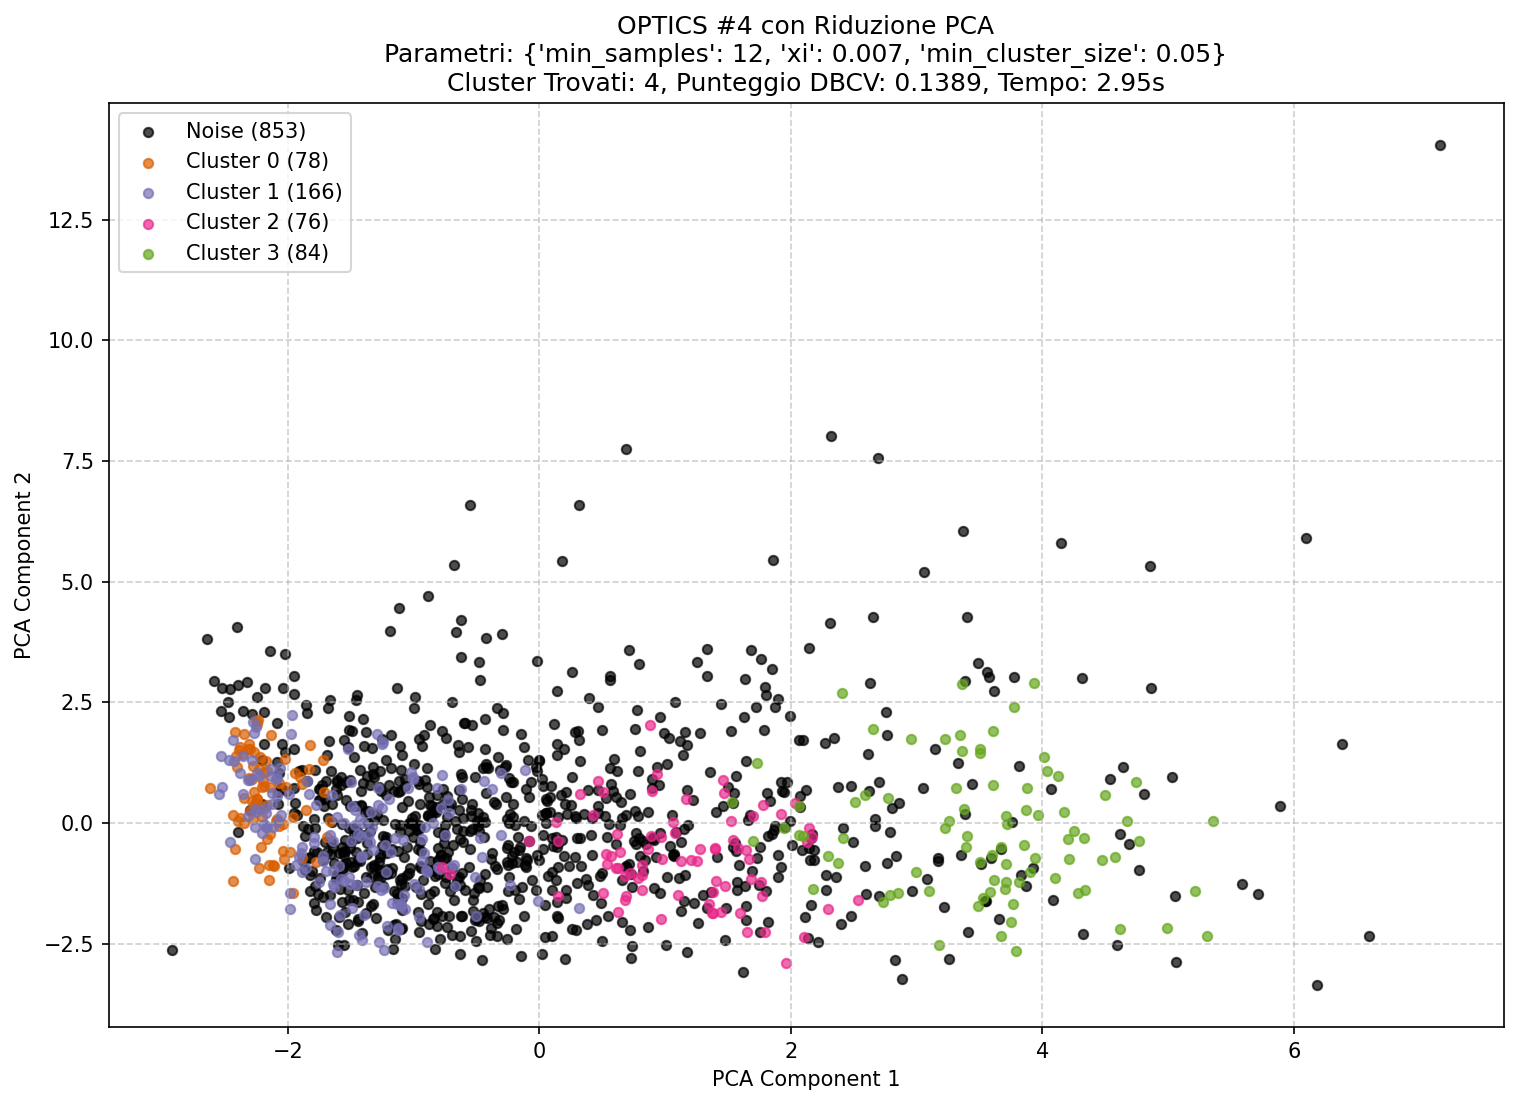 OPTICS #4 con Riduzione PCA
Parametri: {'min_samples': 12, 'xi': 0.007, 'min_cluster_size': 0.05}
Cluster Trovati: 4, Punteggio DBCV: 0.1389, Tempo: 2.95s
Noise (853)
Cluster 0 (78)
Cluster 1 (166)
Cluster 2 (76)
Cluster 3 (84)
PCA Component 2
12.5
10.0
7.5
5.0
2.5
0.0
−2.5
−2 0 2 4 6
PCA Component 1